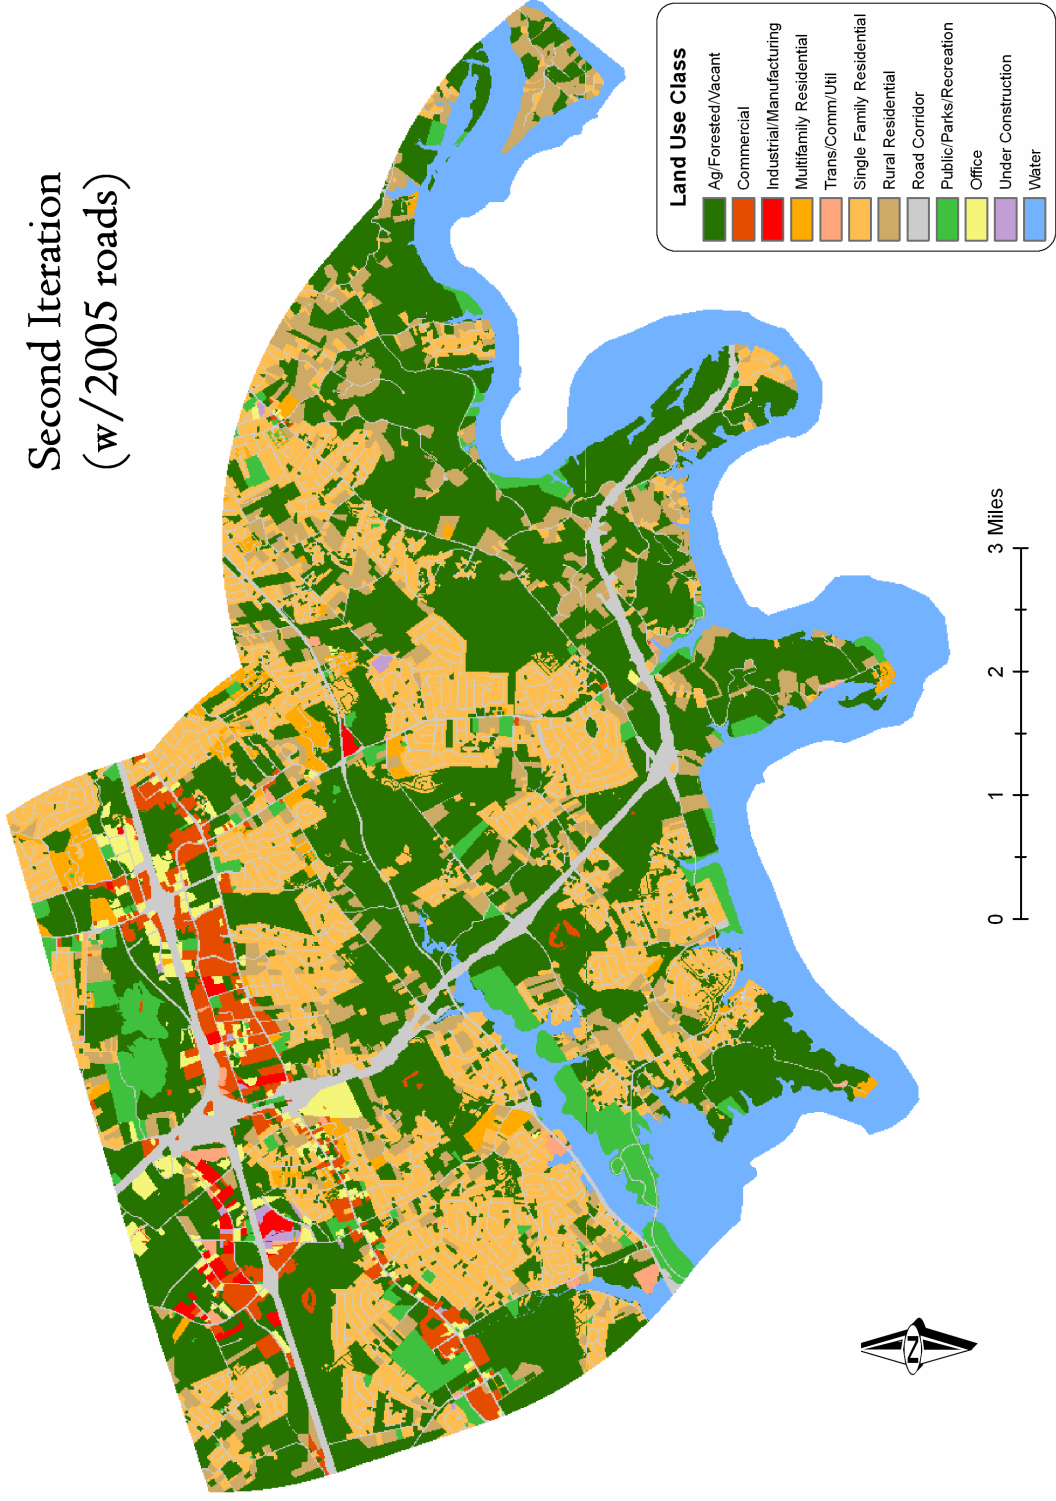 Second Iteration
(w/2005 roads)
Land Use Class
Ag/Forested/Vacant
Commercial
Industrial/Manufacturing
Multifamily Residential
Trans/Comm/Util
Single Family Residential
Rural Residential
Road Corridor
Public/Parks/Recreation
Office
Under Construction
Water
0 1 2 3 Miles
N